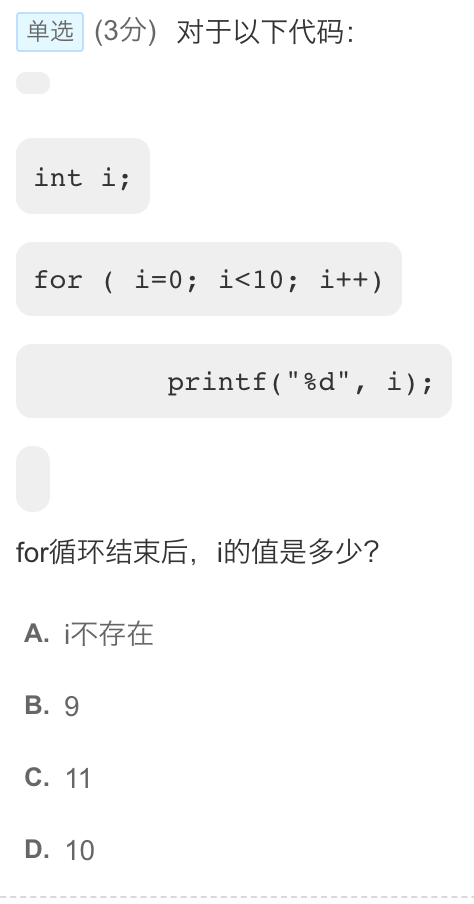 单选 (3分) 对于以下代码：
int i;
for ( i=0; i<10; i++)
printf("%d", i);
for循环结束后，i的值是多少？
A. i不存在
B. 9
C. 11
D. 10